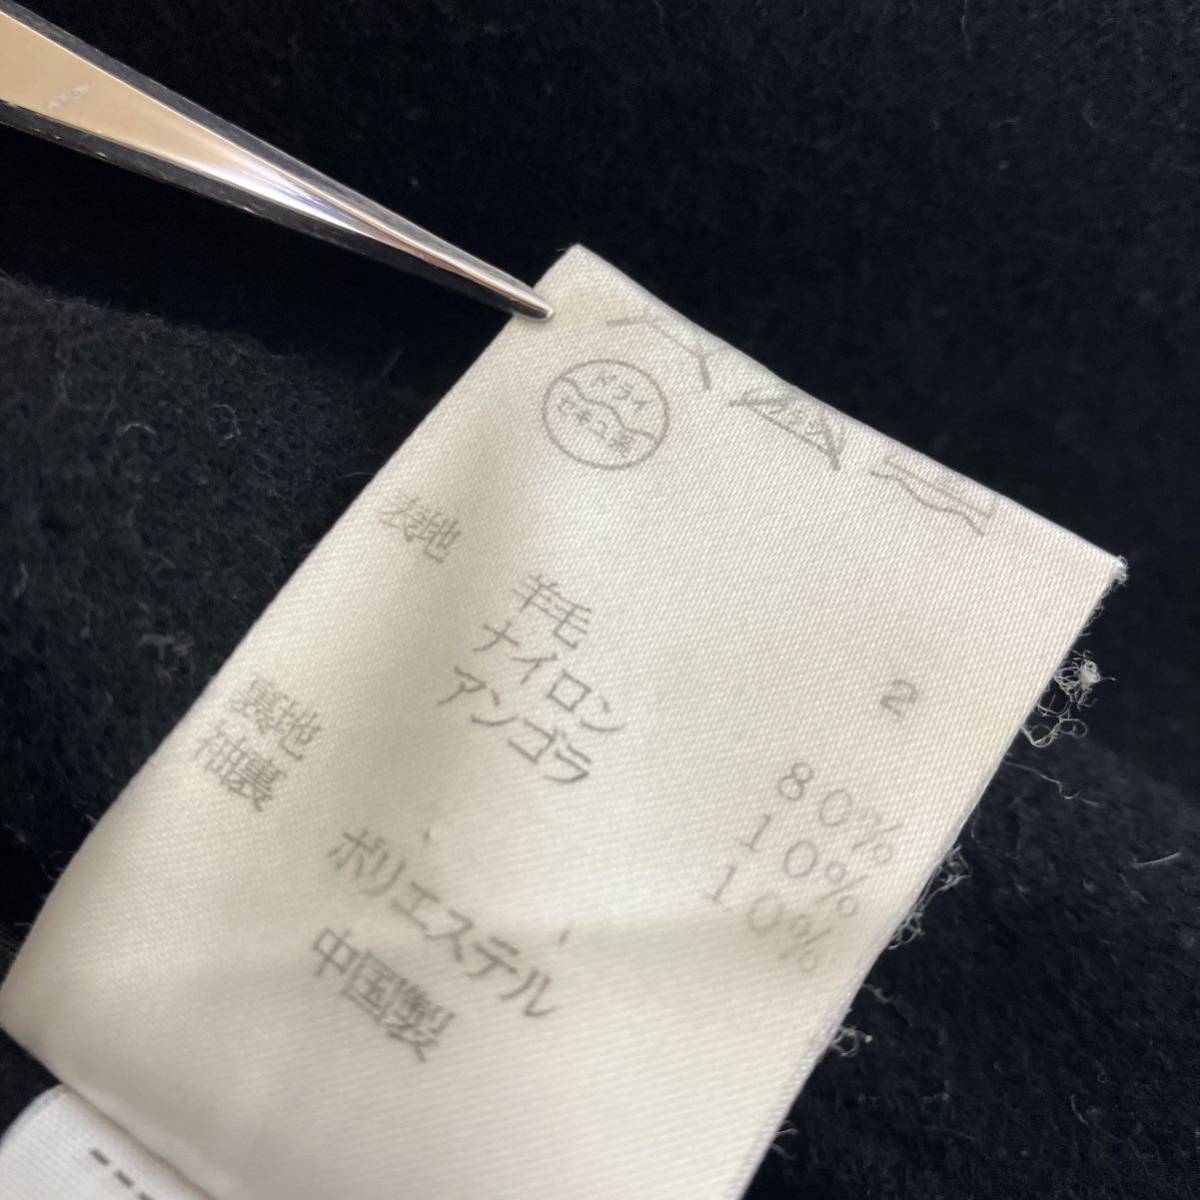 ドライ
セキユ系
表地
羊毛 80%
ナイロン 10%
アンゴラ 10%
2
裏地
袖裏
ポリエステル
中国製